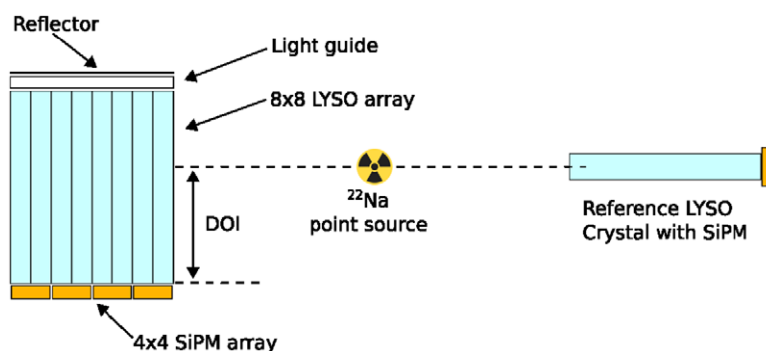 Reflector
Light guide
8x8 LYSO array
DOI
²²Na
point source
Reference LYSO
Crystal with SiPM
4x4 SiPM array